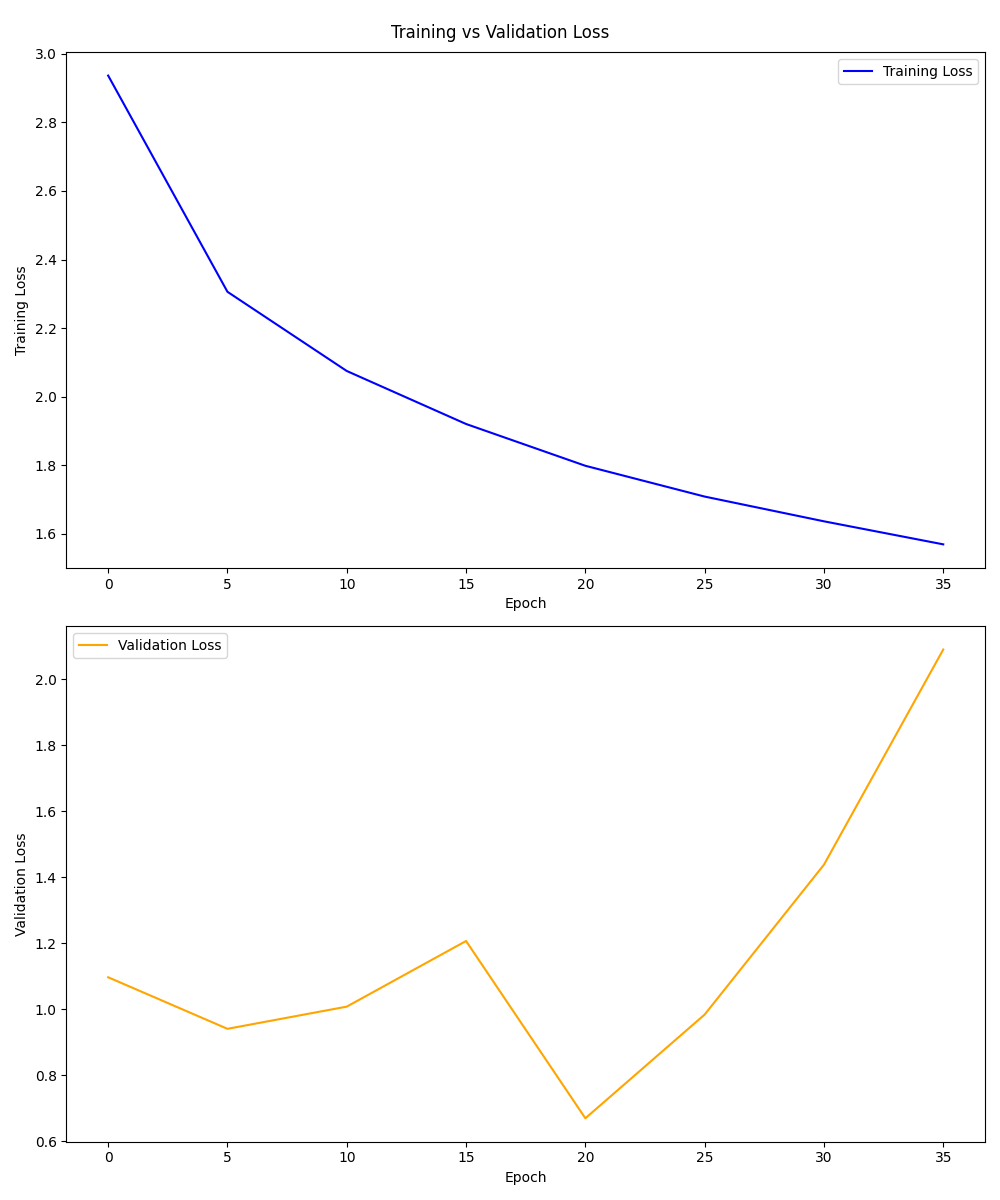 Training vs Validation Loss
3.0
2.8
2.6
2.4
2.2
2.0
1.8
1.6
Training Loss
Training Loss
0 5 10 15 20 25 30 35
Epoch
2.0
1.8
1.6
1.4
1.2
1.0
0.8
0.6
Validation Loss
Validation Loss
0 5 10 15 20 25 30 35
Epoch